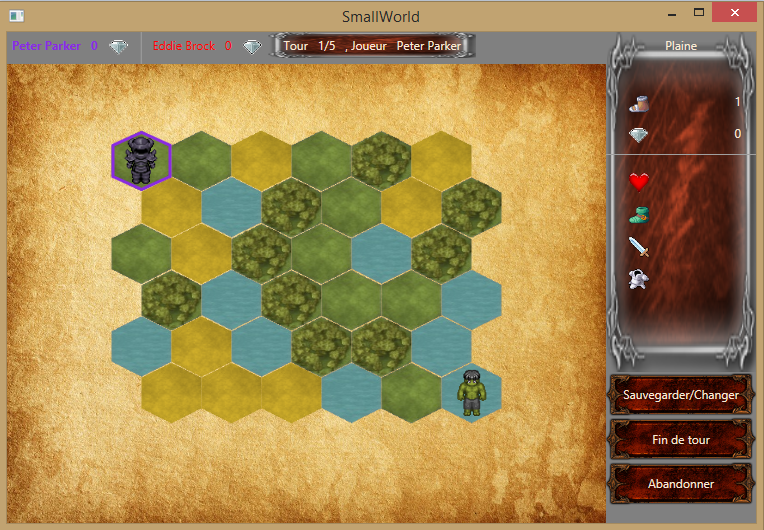 SmallWorld
Peter Parker 0 Eddie Brock 0 Tour 1/5 , Joueur Peter Parker
Plaine
1
0
Sauvegarder/Changer
Fin de tour
Abandonner